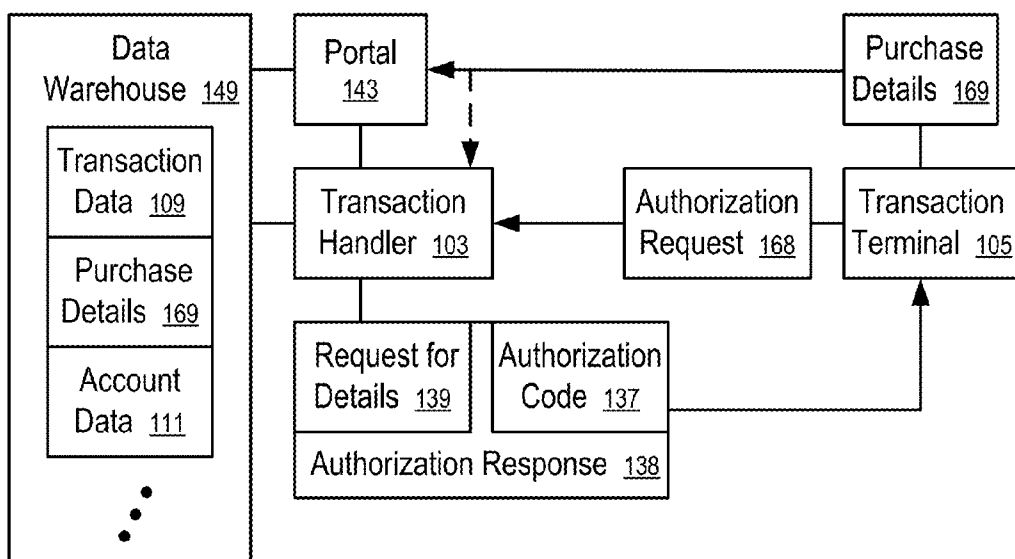 Data
Warehouse 149
Transaction
Data 109
Purchase
Details 169
Account
Data 111
Portal
143
Transaction
Handler 103
Request for
Details 139
Authorization
Code 137
Authorization Response 138
Authorization
Request 168
Purchase
Details 169
Transaction
Terminal 105